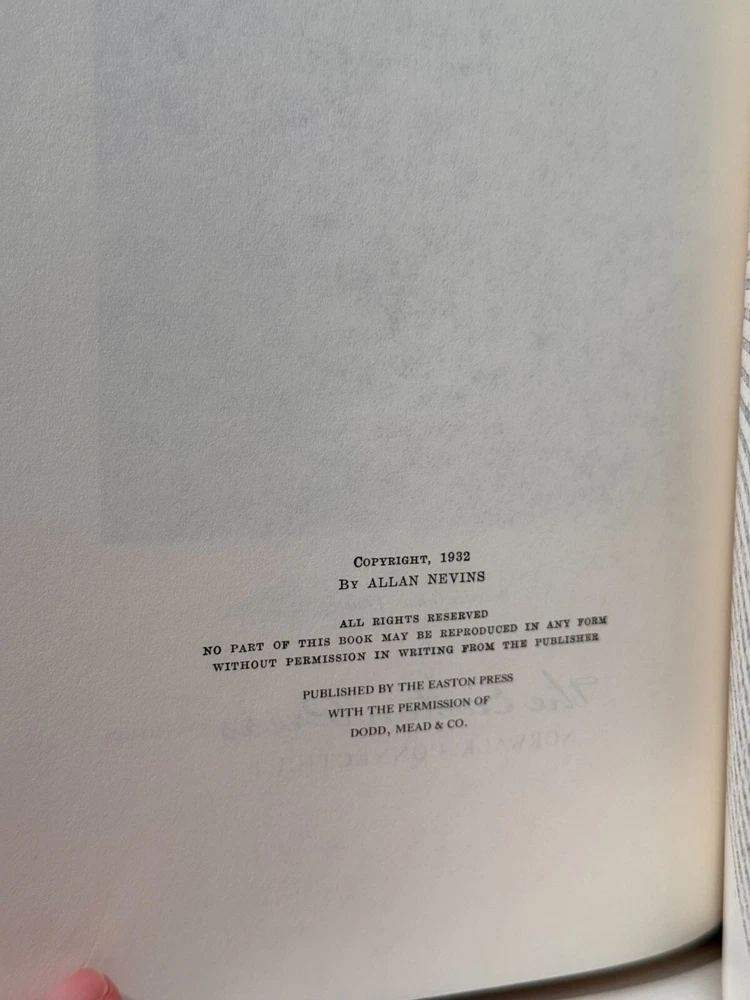 COPYRIGHT, 1932
BY ALLAN NEVINS
ALL RIGHTS RESERVED
NO PART OF THIS BOOK MAY BE REPRODUCED IN ANY FORM
WITHOUT PERMISSION IN WRITING FROM THE PUBLISHER
PUBLISHED BY THE EASTON PRESS
WITH THE PERMISSION OF
DODD, MEAD & CO.